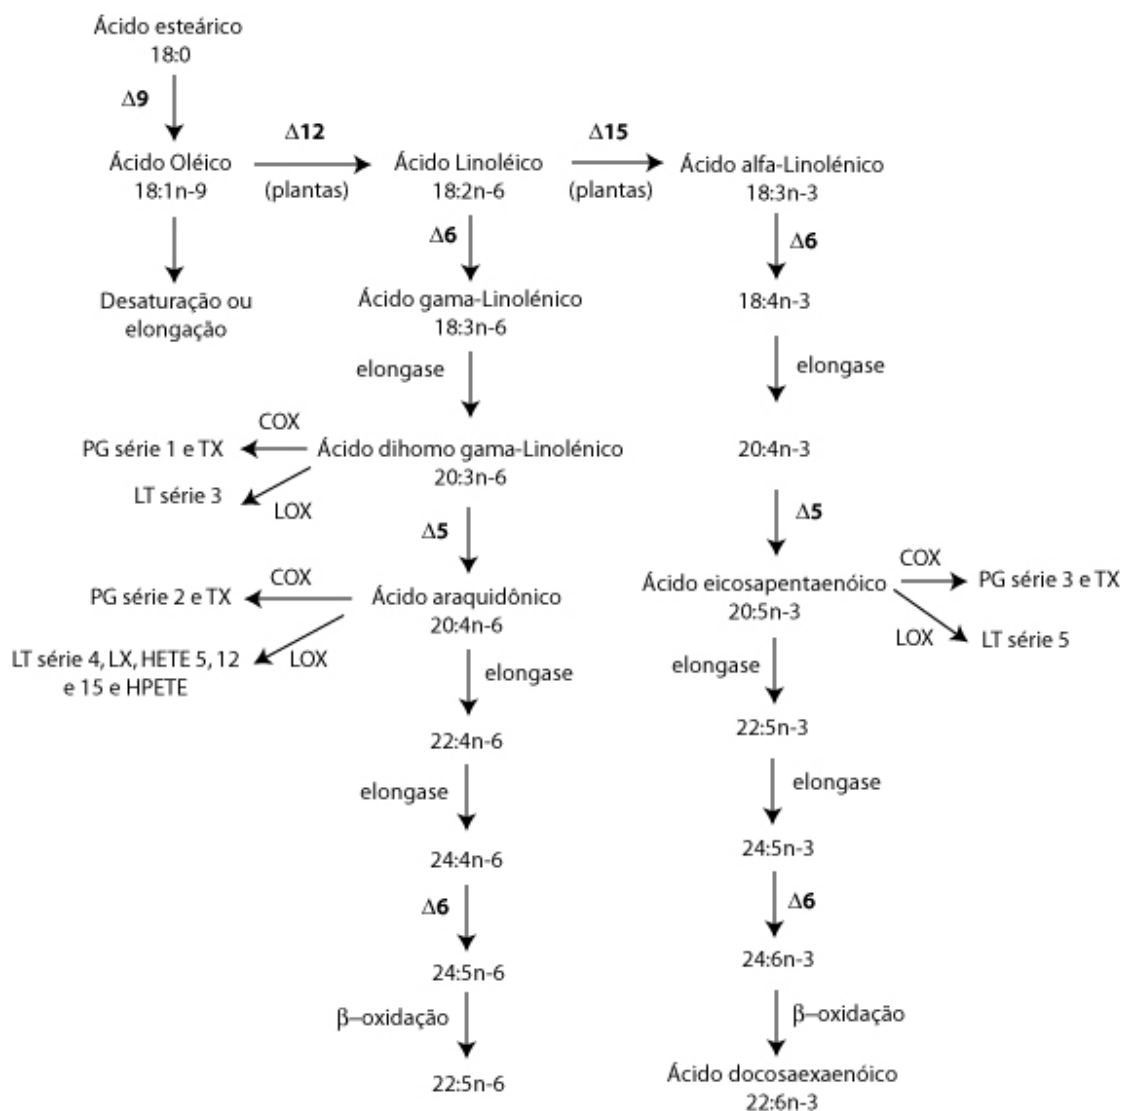 Ácido esteárico
18:0
Δ9
Δ12
Δ15
Ácido Oléico
18:1n-9
(plantas)
Ácido Linoléico
18:2n-6
(plantas)
Ácido alfa-Linolénico
18:3n-3
Δ6
Δ6
Desaturação ou
elongação
Ácido gama-Linolénico
18:3n-6
18:4n-3
elongase
elongase
COX
PG série 1 e TX
Ácido dihomo gama-Linolénico
20:3n-6
20:4n-3
LT série 3
LOX
Δ5
Δ5
COX
PG série 2 e TX
Ácido araquidônico
20:4n-6
Ácido eicosapentaenóico
20:5n-3
COX
PG série 3 e TX
LOX
LT série 5
LT série 4, LX, HETE 5, 12
e 15 e HPETE
LOX
elongase
elongase
22:4n-6
22:5n-3
elongase
elongase
24:4n-6
24:5n-3
Δ6
Δ6
24:5n-6
24:6n-3
β–oxidação
β–oxidação
22:5n-6
Ácido docosaexaenóico
22:6n-3